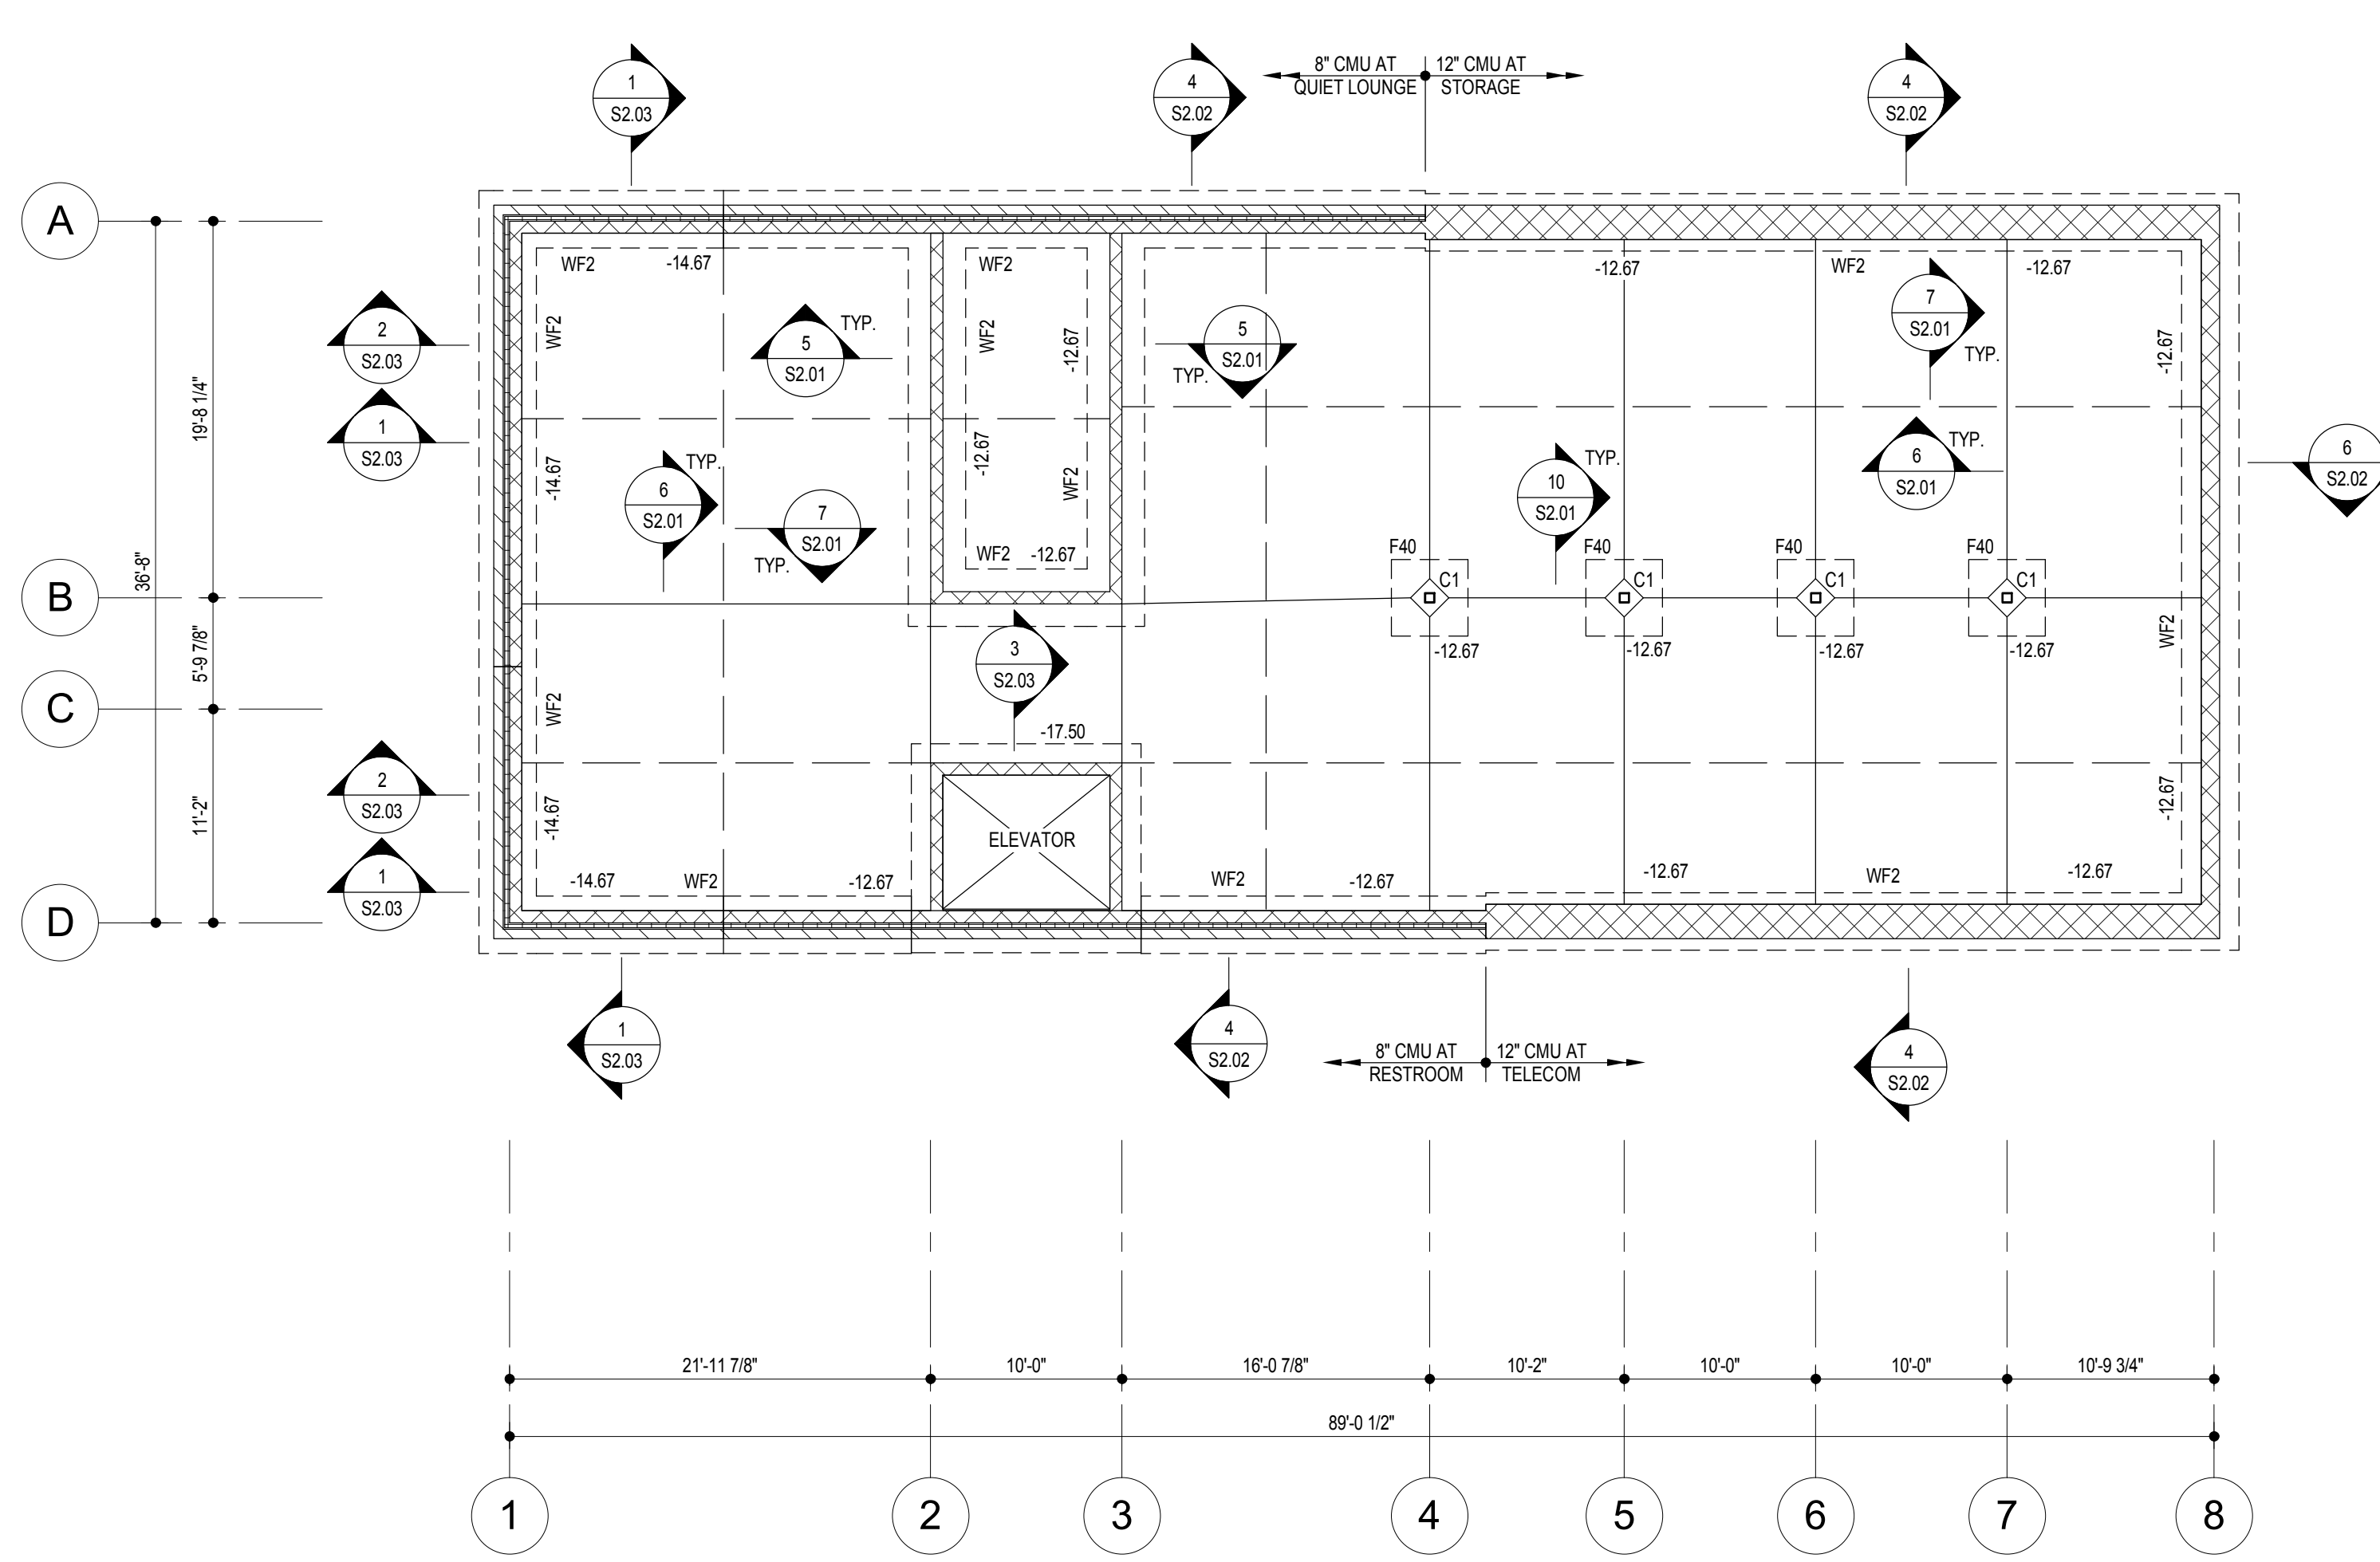 1
S2.03
4
S2.02
8" CMU AT
QUIET LOUNGE
12" CMU AT
STORAGE
4
S2.02
A
WF2
-14.67
WF2
-12.67
WF2
-12.67
2
S2.03
WF2
5
S2.01
TYP.
WF2
-12.67
5
S2.01
TYP.
7
S2.01
TYP.
-12.67
19'-8 1/4"
1
S2.03
-14.67
6
S2.01
TYP.
7
S2.01
TYP.
-12.67
WF2
10
S2.01
TYP.
6
S2.01
TYP.
6
S2.02
36'-8"
WF2
-12.67
F40
F40
F40
F40
B
C1
C1
C1
C1
-12.67
-12.67
-12.67
-12.67
WF2
5'-9 7/8"
3
S2.03
C
WF2
-17.50
2
S2.03
-14.67
-12.67
11'-2"
ELEVATOR
1
S2.03
-14.67
WF2
-12.67
WF2
-12.67
-12.67
WF2
-12.67
D
1
S2.03
4
S2.02
8" CMU AT
RESTROOM
12" CMU AT
TELECOM
4
S2.02
21'-11 7/8"
10'-0"
16'-0 7/8"
10'-2"
10'-0"
10'-0"
10'-9 3/4"
89'-0 1/2"
1
2
3
4
5
6
7
8